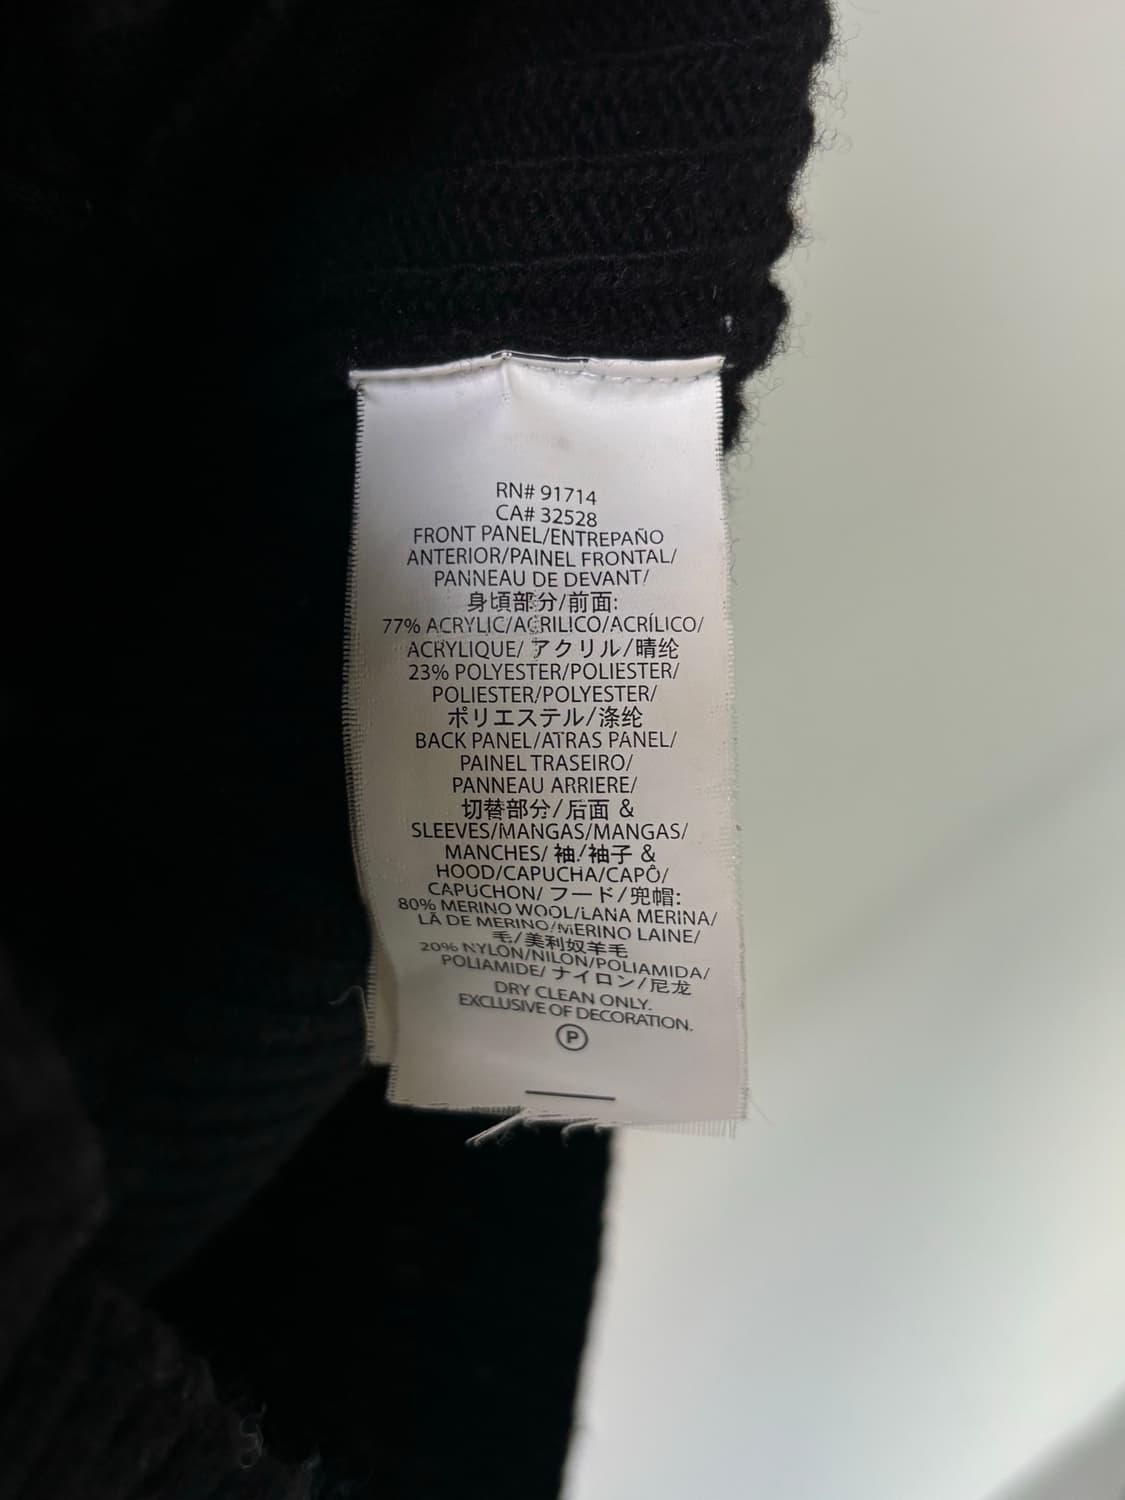 RN# 91714
CA# 32528
FRONT PANEL/ENTREPAÑO
ANTERIOR/PAINEL FRONTAL/
PANNEAU DE DEVANT/
身頃部分/前面:
77% ACRYLIC/ACRILICO/ACRÍLICO/
ACRYLIQUE/ アクリル/晴纶
23% POLYESTER/POLIESTER/
POLIESTER/POLYESTER/
ポリエステル/涤纶
BACK PANEL/ATRAS PANEL/
PAINEL TRASEIRO/
PANNEAU ARRIERE/
切替部分/后面 &
SLEEVES/MANGAS/MANGAS/
MANCHES/ 袖/袖子 &
HOOD/CAPUCHA/CAPÔ/
CAPUCHON/ フード/兜帽:
80% MERINO WOOL/LANA MERINA/
LÃ DE MERINO/MERINO LAINE/
毛/美利奴羊毛
20% NYLON/NILON/POLIAMIDA/
POLIAMIDE/ ナイロン/尼龙
DRY CLEAN ONLY.
EXCLUSIVE OF DECORATION.
P